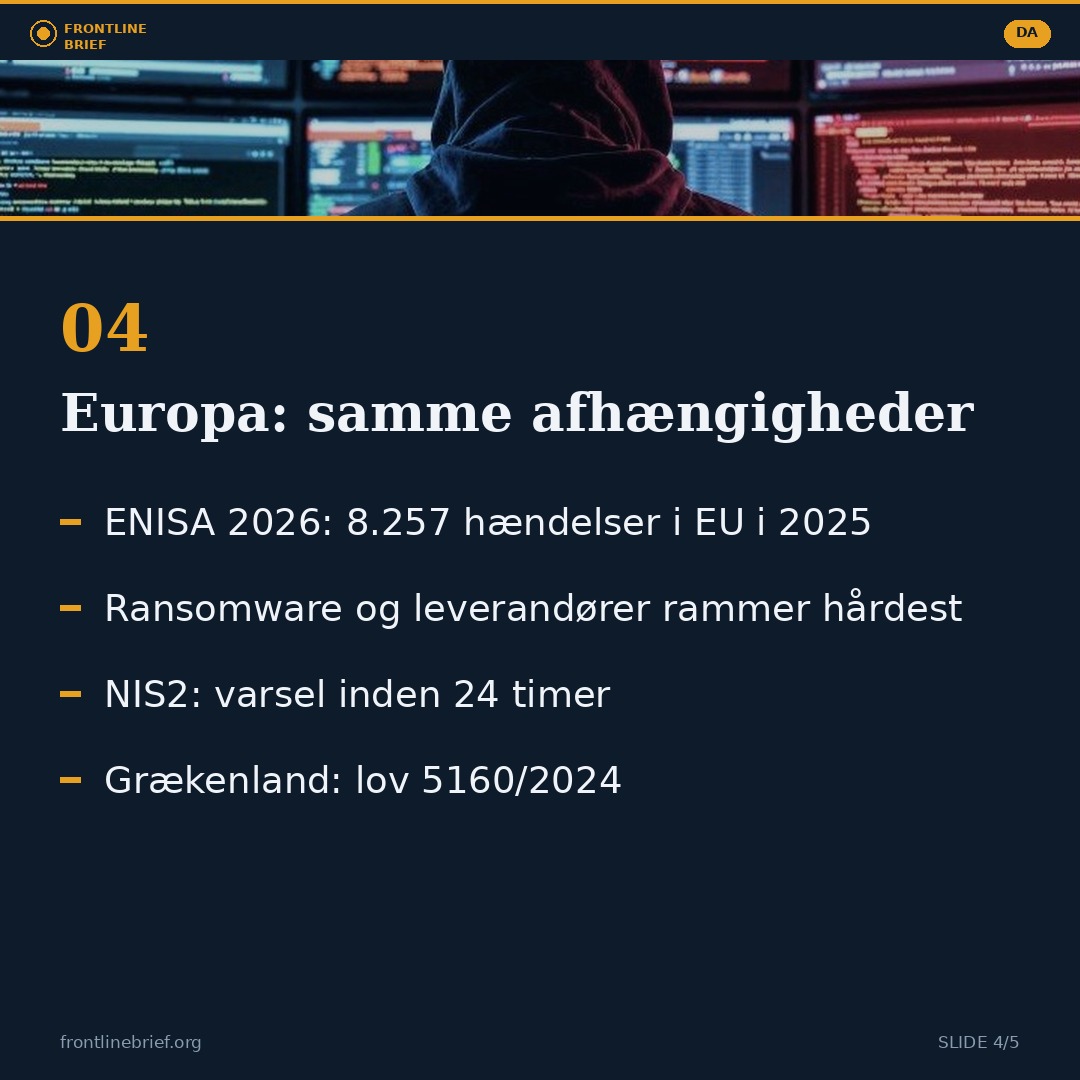 FRONTLINE
BRIEF
DA
04
Europa: samme afhængigheder
ENISA 2026: 8.257 hændelser i EU i 2025
Ransomware og leverandører rammer hårdest
NIS2: varsel inden 24 timer
Grækenland: lov 5160/2024
frontlinebrief.org
SLIDE 4/5